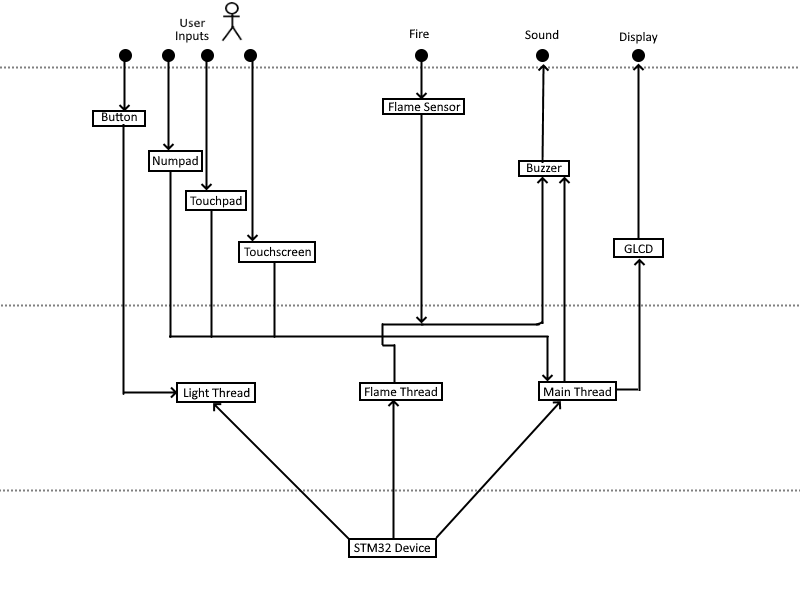 User
Inputs
Fire
Sound
Display
Button
Flame Sensor
Numpad
Buzzer
Touchpad
Touchscreen
GLCD
Light Thread
Flame Thread
Main Thread
STM32 Device